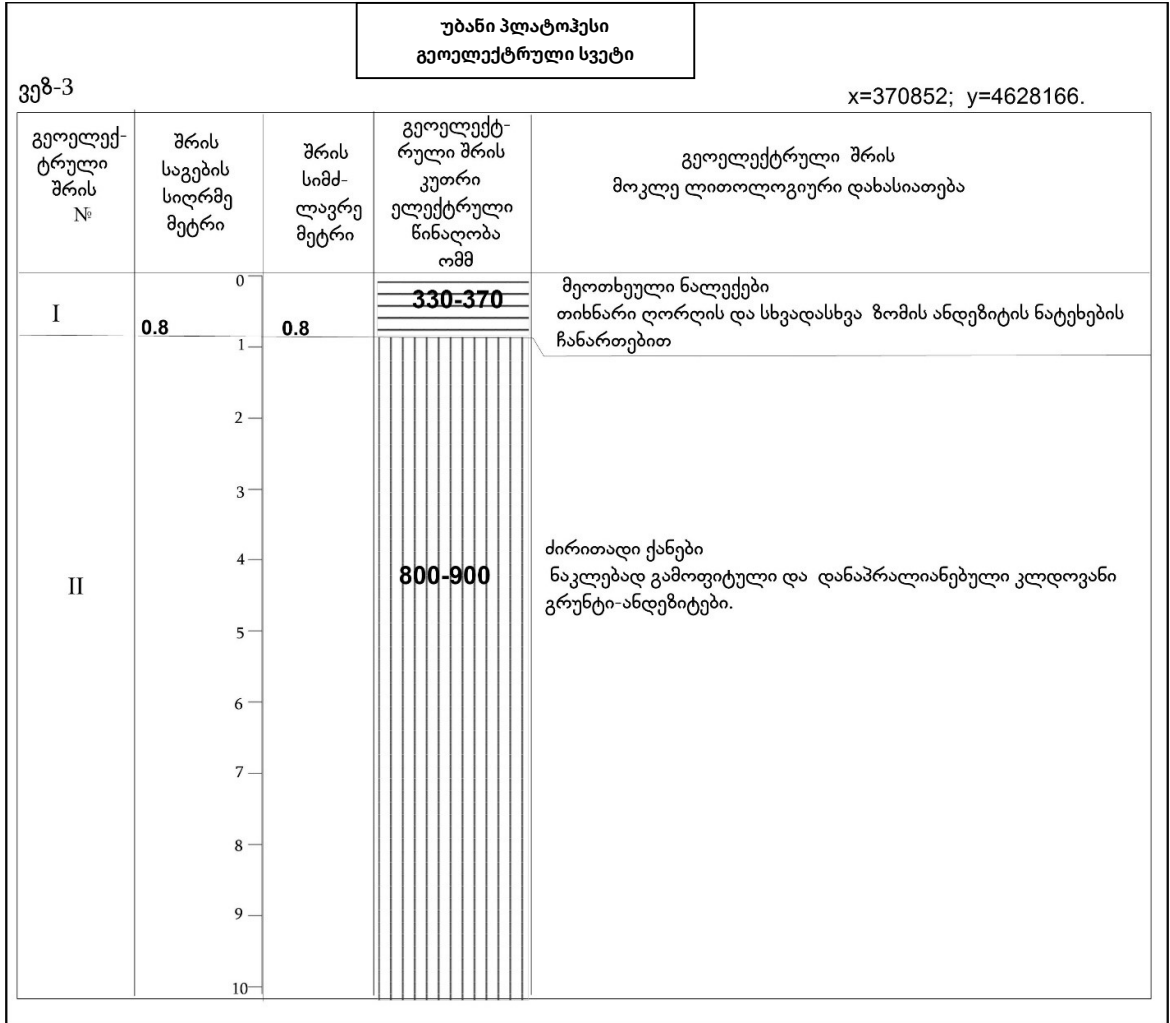 უბანი პლატოჰესი
გეოელექტრული სვეტი
ვეზ-3
x=370852; y=4628166.
გეოელექ-
ტრული
შრის
№
შრის
საგების
სიღრმე
მეტრი
შრის
სიმძ-
ლავრე
მეტრი
გეოელექტ-
რული შრის
კუთრი
ელექტრული
წინაღობა
ომმ
გეოელექტრული შრის
მოკლე ლითოლოგიური დახასიათება
I
0.8
0.8
0
330-370
მეოთხეული ნალექები
თიხნარი ღორღის და სხვადასხვა ზომის ანდეზიტის ნატეხების
ჩანართებით
1
2
3
4
5
6
7
8
9
10
II
800-900
ძირითადი ქანები
ნაკლებად გამოფიტული და დანაპრალიანებული კლდოვანი
გრუნტი-ანდეზიტები.